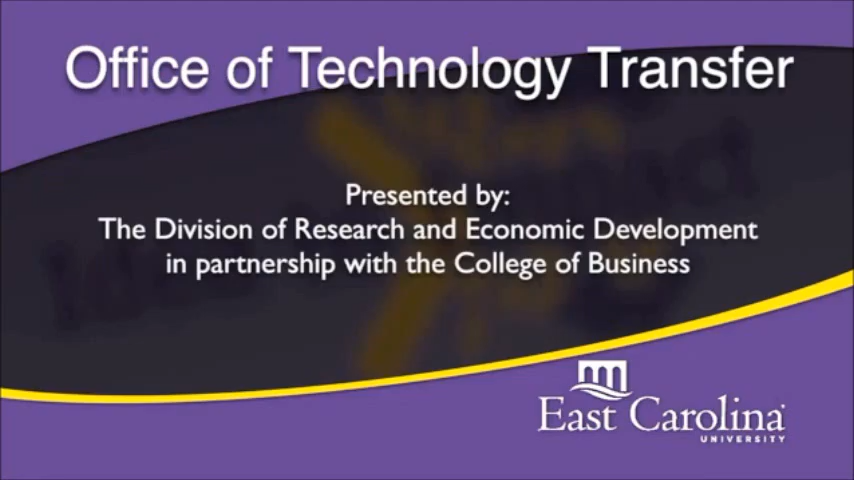 Office of Technology Transfer
Presented by:
The Division of Research and Economic Development
in partnership with the College of Business
East Carolina
UNIVERSITY